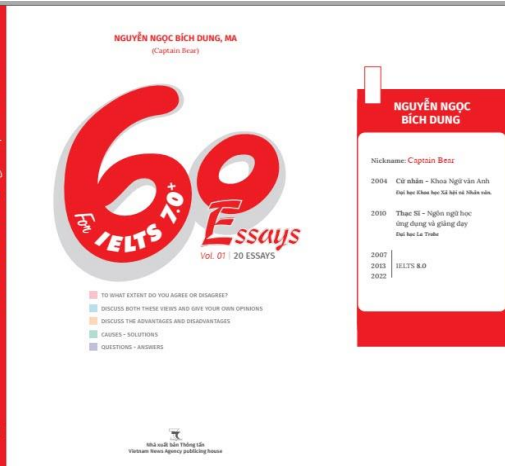 NGUYỄN NGỌC BÍCH DUNG, MA
(Captain Bear)
60
For IELTS 7.0+
Essays
Vol. 01 | 20 ESSAYS
TO WHAT EXTENT DO YOU AGREE OR DISAGREE?
DISCUSS BOTH THESE VIEWS AND GIVE YOUR OWN OPINIONS
DISCUSS THE ADVANTAGES AND DISADVANTAGES
CAUSES – SOLUTIONS
QUESTIONS – ANSWERS
Nhà xuất bản Thông tấn
Vietnam News Agency publicing house
NGUYỄN NGỌC
BÍCH DUNG
Nickname: Captain Bear
2004 Cử nhân – Khoa Ngữ văn Anh
Đại học Khoa học Xã hội và Nhân văn
2010 Thạc Sĩ – Ngôn ngữ học
ứng dụng và giảng dạy
Đại học La Trobe
2007
2013 IELTS 8.0
2022